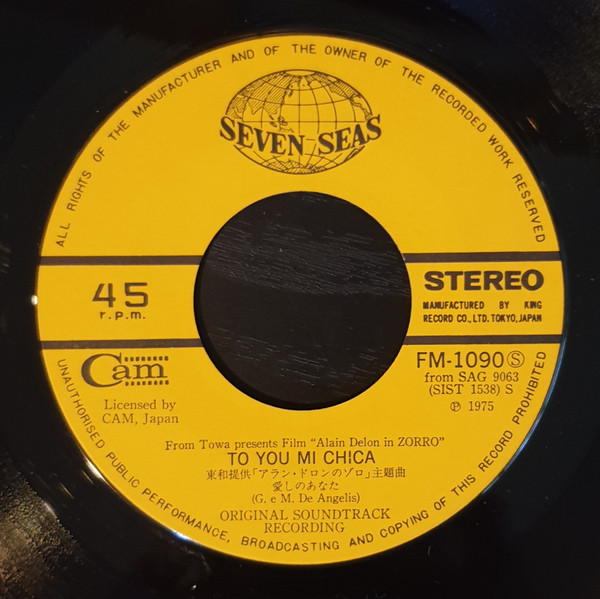 ALL RIGHTS OF THE MANUFACTURER AND OF THE OWNER OF THE RECORDED WORK RESERVED
SEVEN SEAS
45
r.p.m.
STEREO
MANUFACTURED BY KING
RECORD CO., LTD. TOKYO, JAPAN
Cam
Licensed by
CAM, Japan
FM-1090 Ⓢ
from SAG 9063
(SIST 1538) S
Ⓟ 1975
From Towa presents Film "Alain Delon in ZORRO"
TO YOU MI CHICA
東和提供「アラン・ドロンのゾロ」主題曲
愛しのあなた
(G. e M. De Angelis)
ORIGINAL SOUNDTRACK
RECORDING
UNAUTHORISED PUBLIC PERFORMANCE, BROADCASTING AND COPYING OF THIS RECORD PROHIBITED